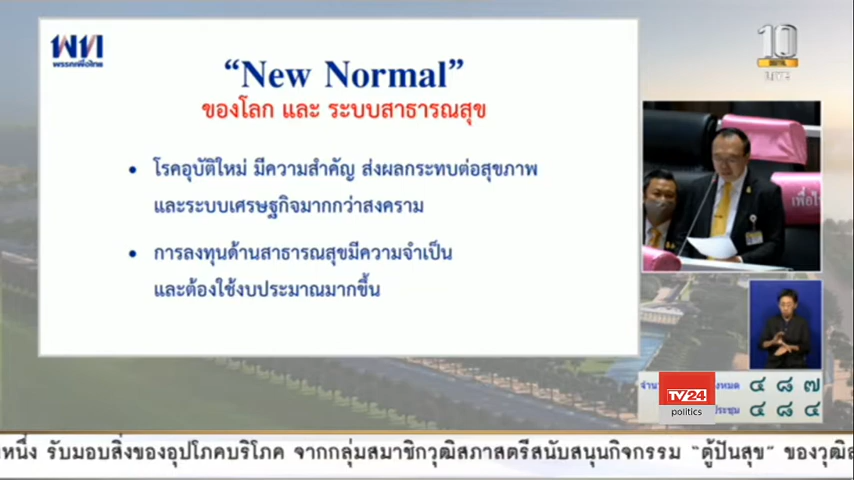 พท
พรรคเพื่อไทย
“New Normal”
ของโลก และ ระบบสาธารณสุข
• โรคอุบัติใหม่ มีความสำคัญ ส่งผลกระทบต่อสุขภาพ
และระบบเศรษฐกิจมากกว่าสงคราม
• การลงทุนด้านสาธารณสุขมีความจำเป็น
และต้องใช้งบประมาณมากขึ้น
10
DIGITAL
Live
เพื่อ
๔๘๗
TV24
politics
ประชุม ๔๘๔
รับมอบสิ่งของอุปโภคบริโภค จากกลุ่มสมาชิกวุฒิสภาสตรีสนับสนุนกิจกรรม “ตู้ปันสุข” ของวุฒิ